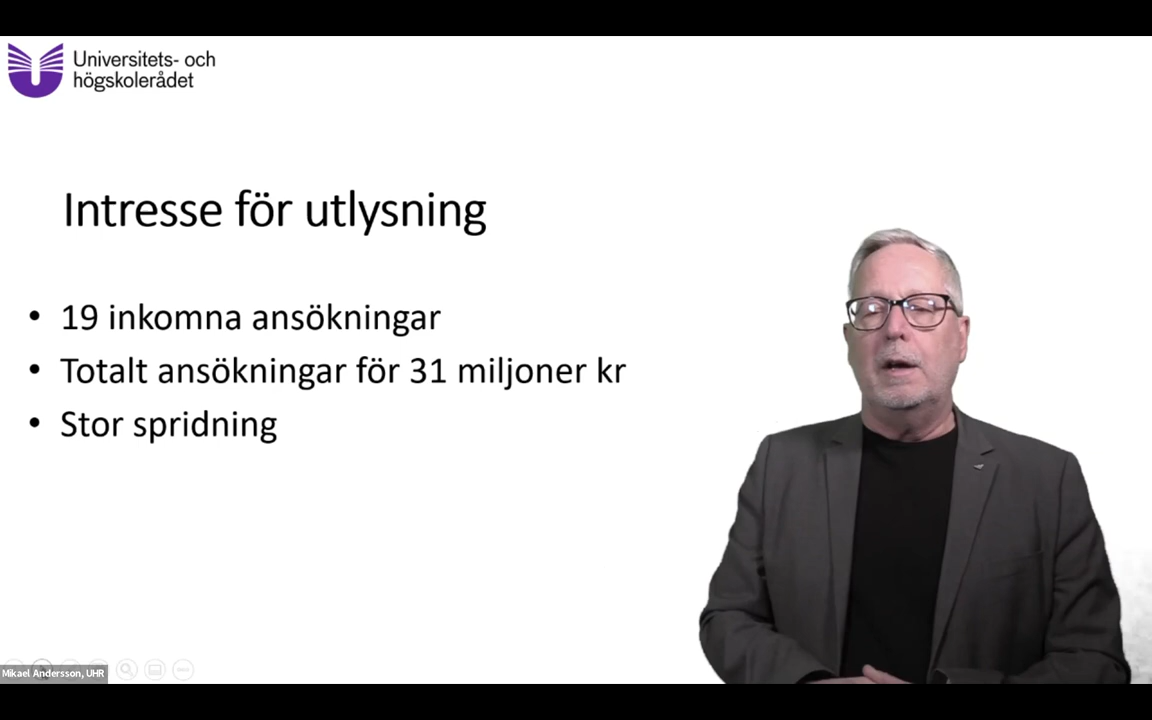 Universitets- och
högskolerådet
Intresse för utlysning
• 19 inkomna ansökningar
• Totalt ansökningar för 31 miljoner kr
• Stor spridning
Mikael Andersson, UHR